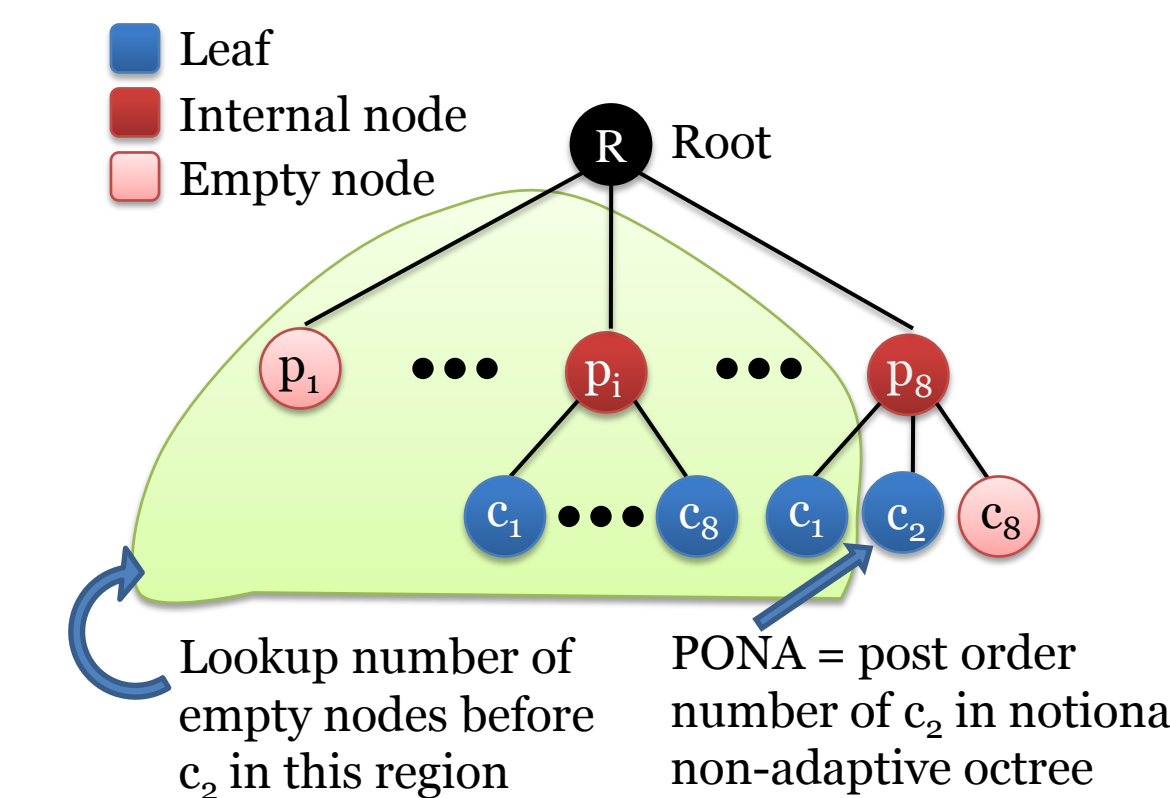 Leaf
Internal node
Empty node
R Root
p₁ pᵢ p₈
c₁ c₈ c₁ c₂ c₈
Lookup number of
empty nodes before
c₂ in this region
PONA = post order
number of c₂ in notiona
non-adaptive octree